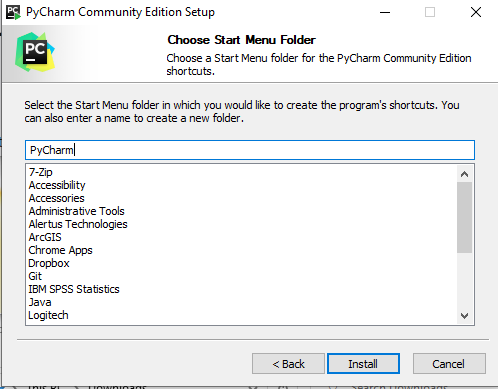 PyCharm Community Edition Setup
PC
Choose Start Menu Folder
Choose a Start Menu folder for the PyCharm Community Edition
shortcuts.
Select the Start Menu folder in which you would like to create the program's shortcuts. You
can also enter a name to create a new folder.
PyCharm
7-Zip
Accessibility
Accessories
Administrative Tools
Alertus Technologies
ArcGIS
Chrome Apps
Dropbox
Git
IBM SPSS Statistics
Java
Logitech
< Back
Install
Cancel